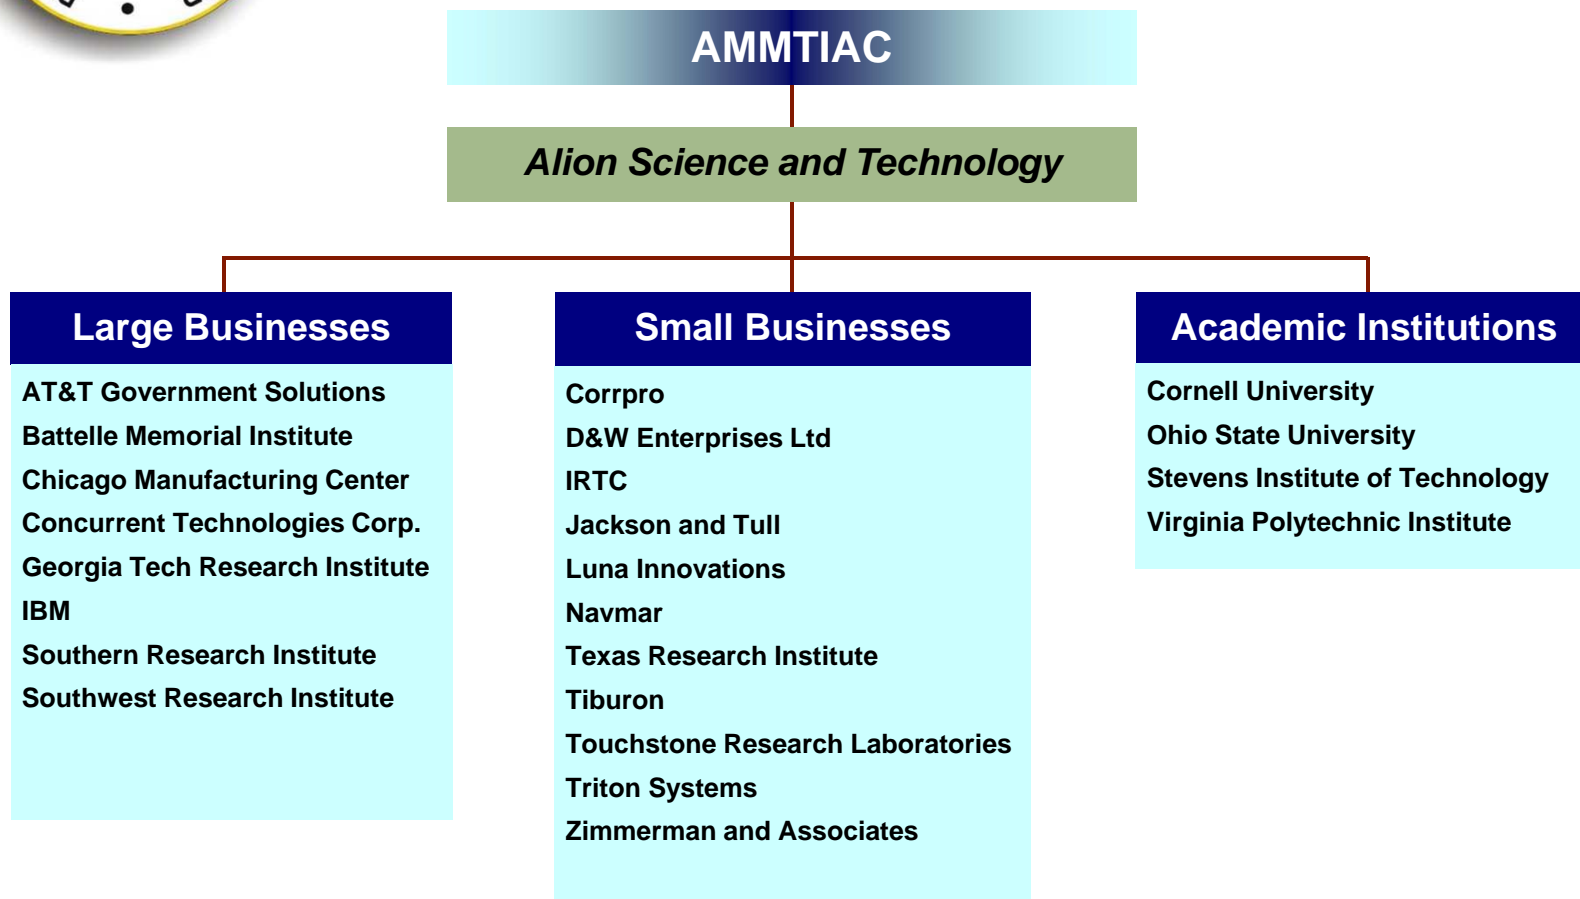 AMMTIAC
Alion Science and Technology
Large Businesses
AT&T Government Solutions
Battelle Memorial Institute
Chicago Manufacturing Center
Concurrent Technologies Corp.
Georgia Tech Research Institute
IBM
Southern Research Institute
Southwest Research Institute
Small Businesses
Corrpro
D&W Enterprises Ltd
IRTC
Jackson and Tull
Luna Innovations
Navmar
Texas Research Institute
Tiburon
Touchstone Research Laboratories
Triton Systems
Zimmerman and Associates
Academic Institutions
Cornell University
Ohio State University
Stevens Institute of Technology
Virginia Polytechnic Institute